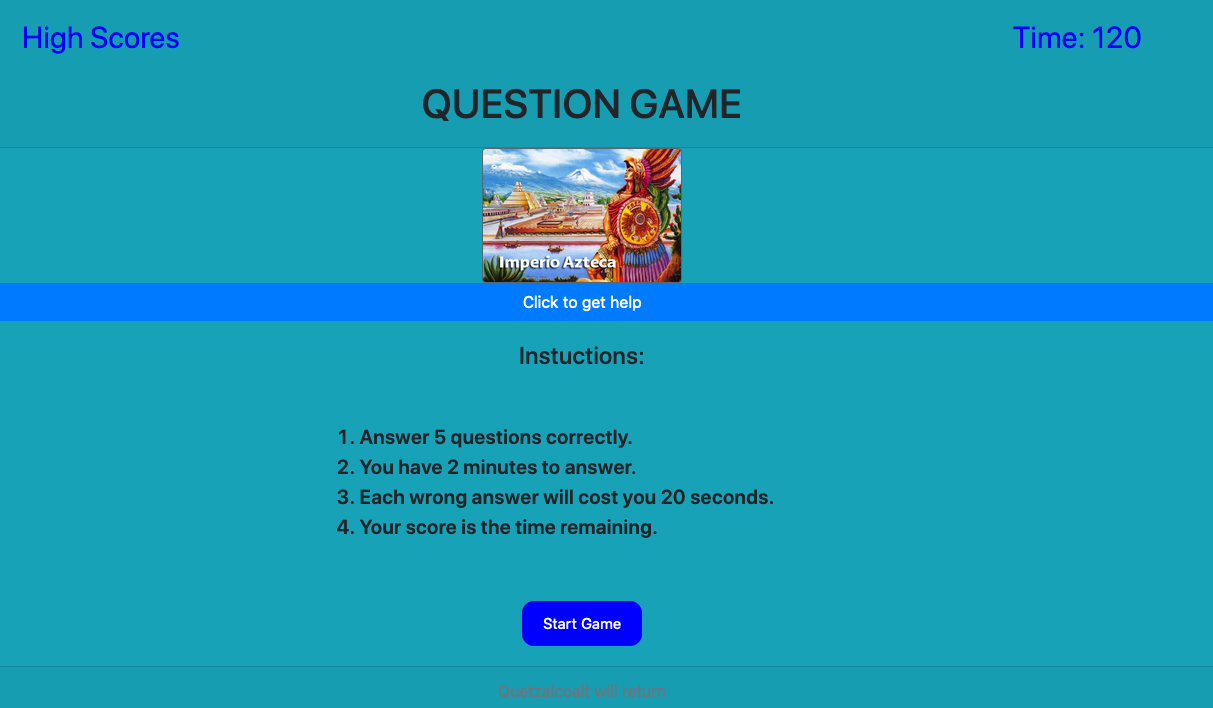 High Scores
Time: 120
QUESTION GAME
Imperio Azteca
Click to get help
Instuctions:
1. Answer 5 questions correctly.
2. You have 2 minutes to answer.
3. Each wrong answer will cost you 20 seconds.
4. Your score is the time remaining.
Start Game
Quetzalcoalt will return